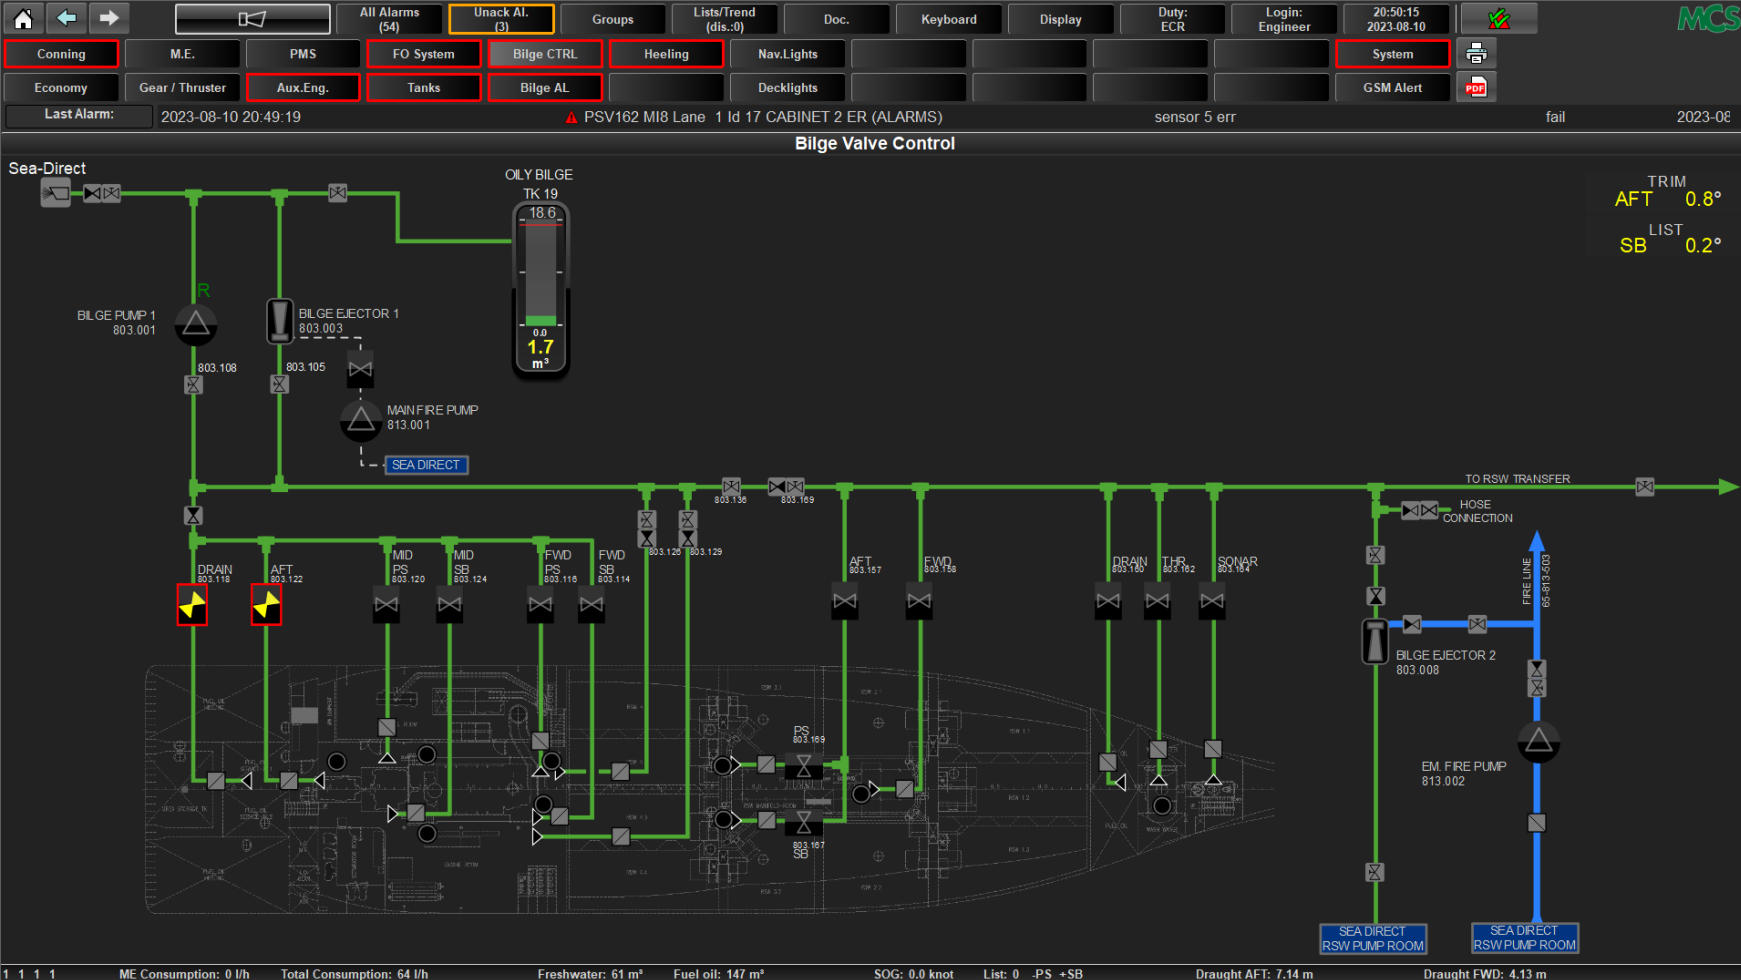 All Alarms
(54)
Unack Al.
(3)
Groups
Lists/Trend
(dis.:0)
Doc.
Keyboard
Display
Duty:
ECR
Login:
Engineer
20:50:15
2023-08-10
MCS
Conning
M.E.
PMS
FO System
Bilge CTRL
Heeling
Nav.Lights
System
Economy
Gear / Thruster
Aux.Eng.
Tanks
Bilge AL
Decklights
GSM Alert
PDF
Last Alarm:
2023-08-10 20:49:19
PSV162 MI8 Lane 1 Id 17 CABINET 2 ER (ALARMS)
sensor 5 err
fail
2023-08
Bilge Valve Control
Sea-Direct
OILY BILGE
TK 19
18.6
0.0
1.7
m³
TRIM
AFT 0.8°
LIST
SB 0.2°
R
BILGE PUMP 1
803.001
BILGE EJECTOR 1
803.003
803.108
803.105
MAIN FIRE PUMP
813.001
SEA DIRECT
TO RSW TRANSFER
803.136
803.169
HOSE
CONNECTION
803.126
803.129
DRAIN
803.118
AFT
803.122
MID
PS
803.120
MID
SB
803.124
FWD
PS
803.116
FWD
SB
803.114
AFT
803.157
FWD
803.158
DRAIN
803.160
THR.
803.162
SONAR
803.164
FIRE LINE
65-813-503
BILGE EJECTOR 2
803.008
PS
803.169
803.167
SB
RSW MANIFOLD ROOM
ENGINE ROOM
EM. FIRE PUMP
813.002
SEA DIRECT
RSW PUMP ROOM
SEA DIRECT
RSW PUMP ROOM
1 1 1 1
ME Consumption: 0 l/h
Total Consumption: 64 l/h
Freshwater: 61 m³
Fuel oil: 147 m³
SOG: 0.0 knot
List: 0 -PS +SB
Draught AFT: 7.14 m
Draught FWD: 4.13 m